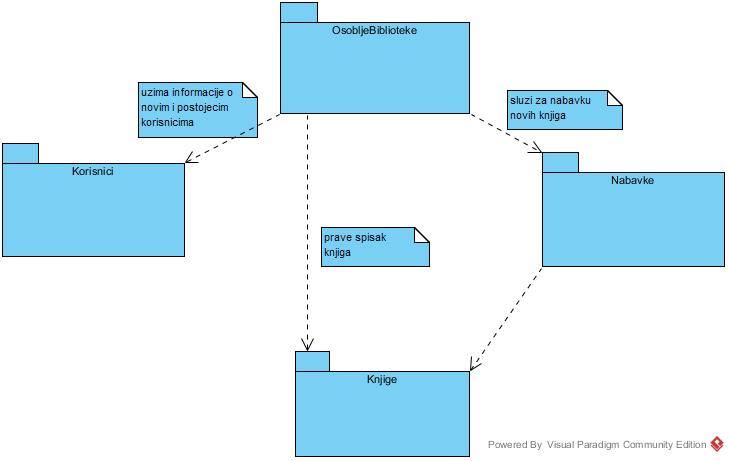 OsobljeBiblioteke
uzima informacije o
novim i postojecim
korisnicima
sluzi za nabavku
novih knjiga
Korisnici
Nabavke
prave spisak
knjiga
Knjige
Powered By Visual Paradigm Community Edition